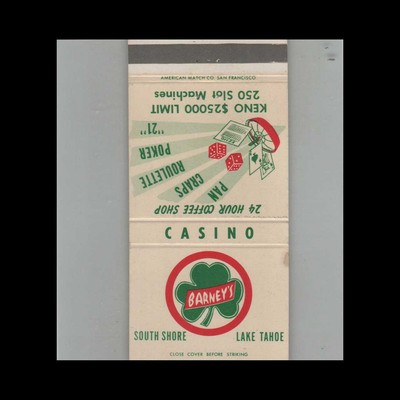 AMERICAN MATCH CO. SAN FRANCISCO
KENO $25000 LIMIT
250 Slot Machines
"21"
POKER
ROULETTE
CRAPS
PAN
24 HOUR COFFEE SHOP
CASINO
BARNEY'S
SOUTH SHORE LAKE TAHOE
CLOSE COVER BEFORE STRIKING